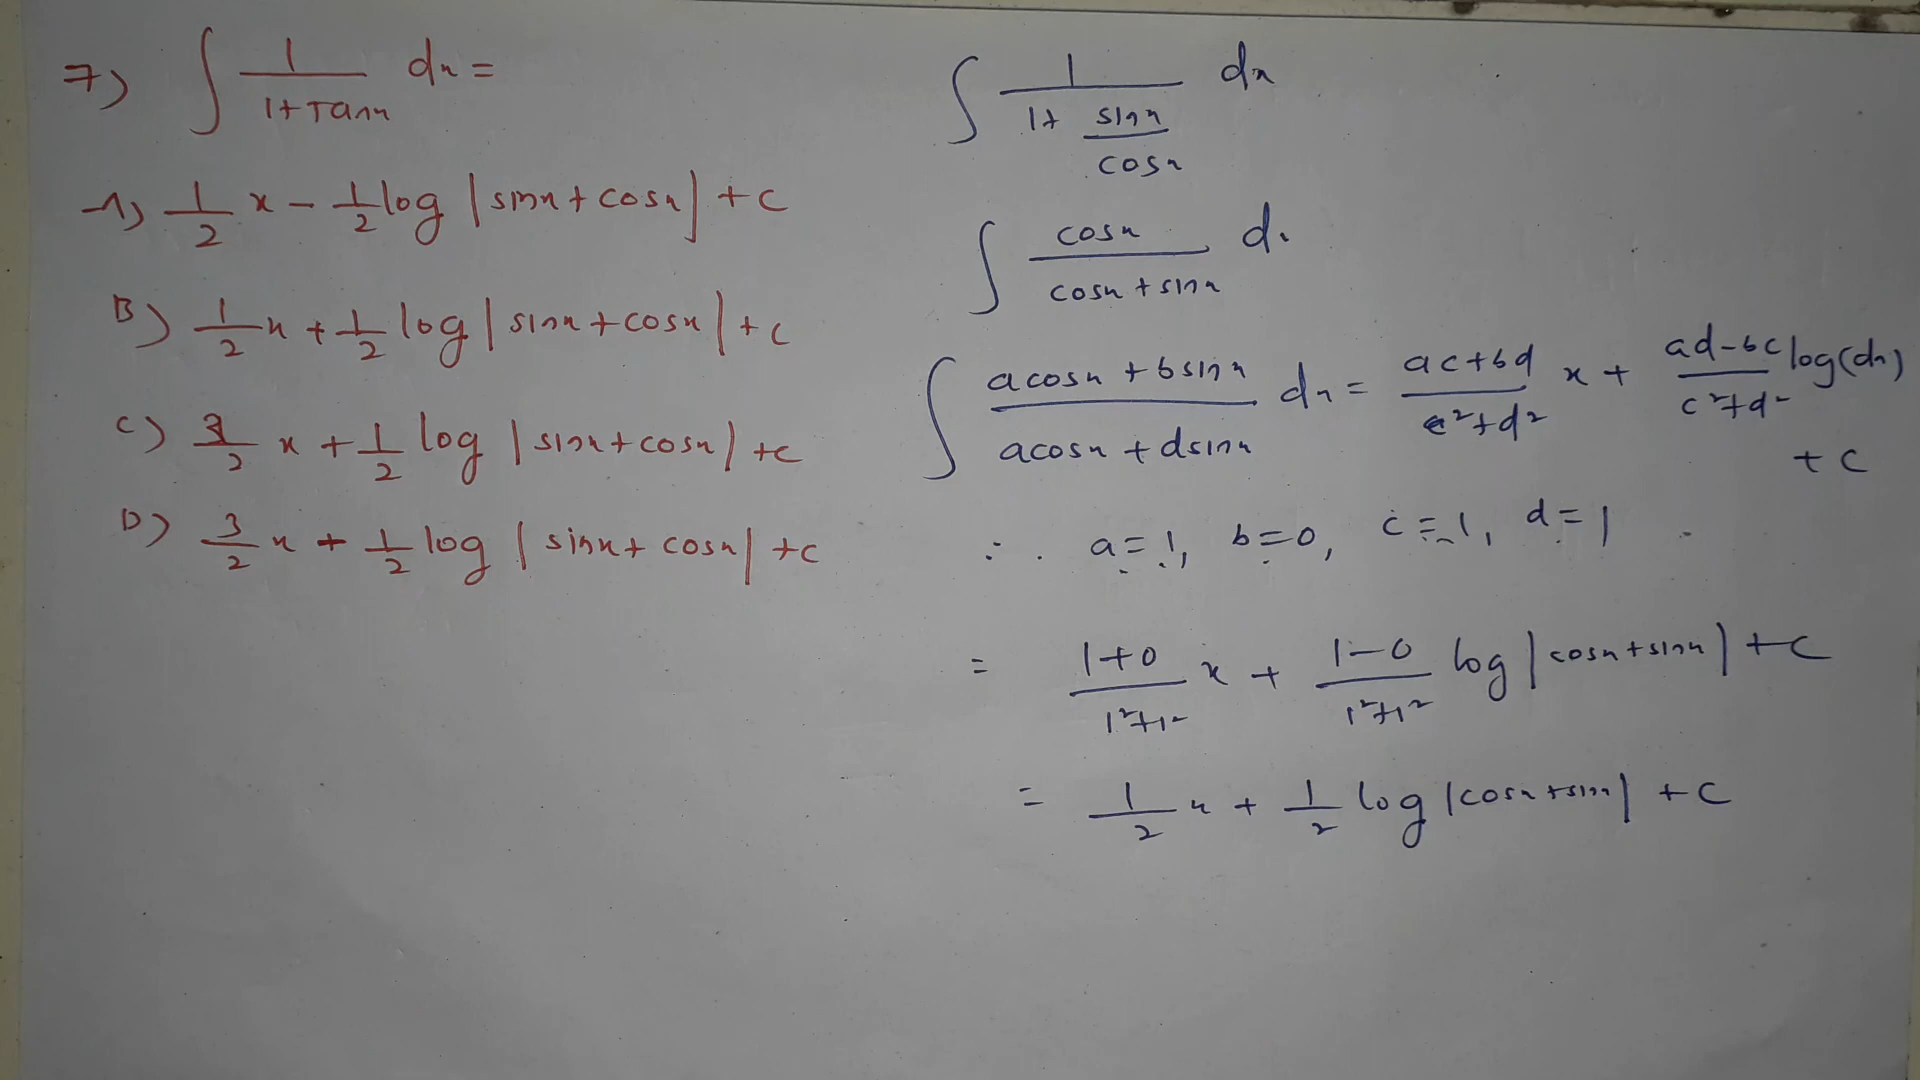 7) ∫ 1/(1+Tanx) dx =
A) 1/2 x - 1/2 log |sinx + cosx| + c
B) 1/2 x + 1/2 log |sinx + cosx| + c
C) 3/2 x + 1/2 log |sinx + cosx| + c
D) 3/2 x + 1/2 log |sinx + cosx| + c
∫ 1/(1+ sinx/cosx) dx
∫ cosx/(cosx + sinx) dx
∫ (acosx + bsinx)/(acosx + dsinx) dx = (ac+bd)/(c²+d²) x + (ad-bc)/(c²+d²) log(dr)
+ c
∴ a=1, b=0, c=1, d=1
= (1+0)/(1²+1²) x + (1-0)/(1²+1²) log |cosx+sinx| + c
= 1/2 x + 1/2 log |cosx+sinx| + c